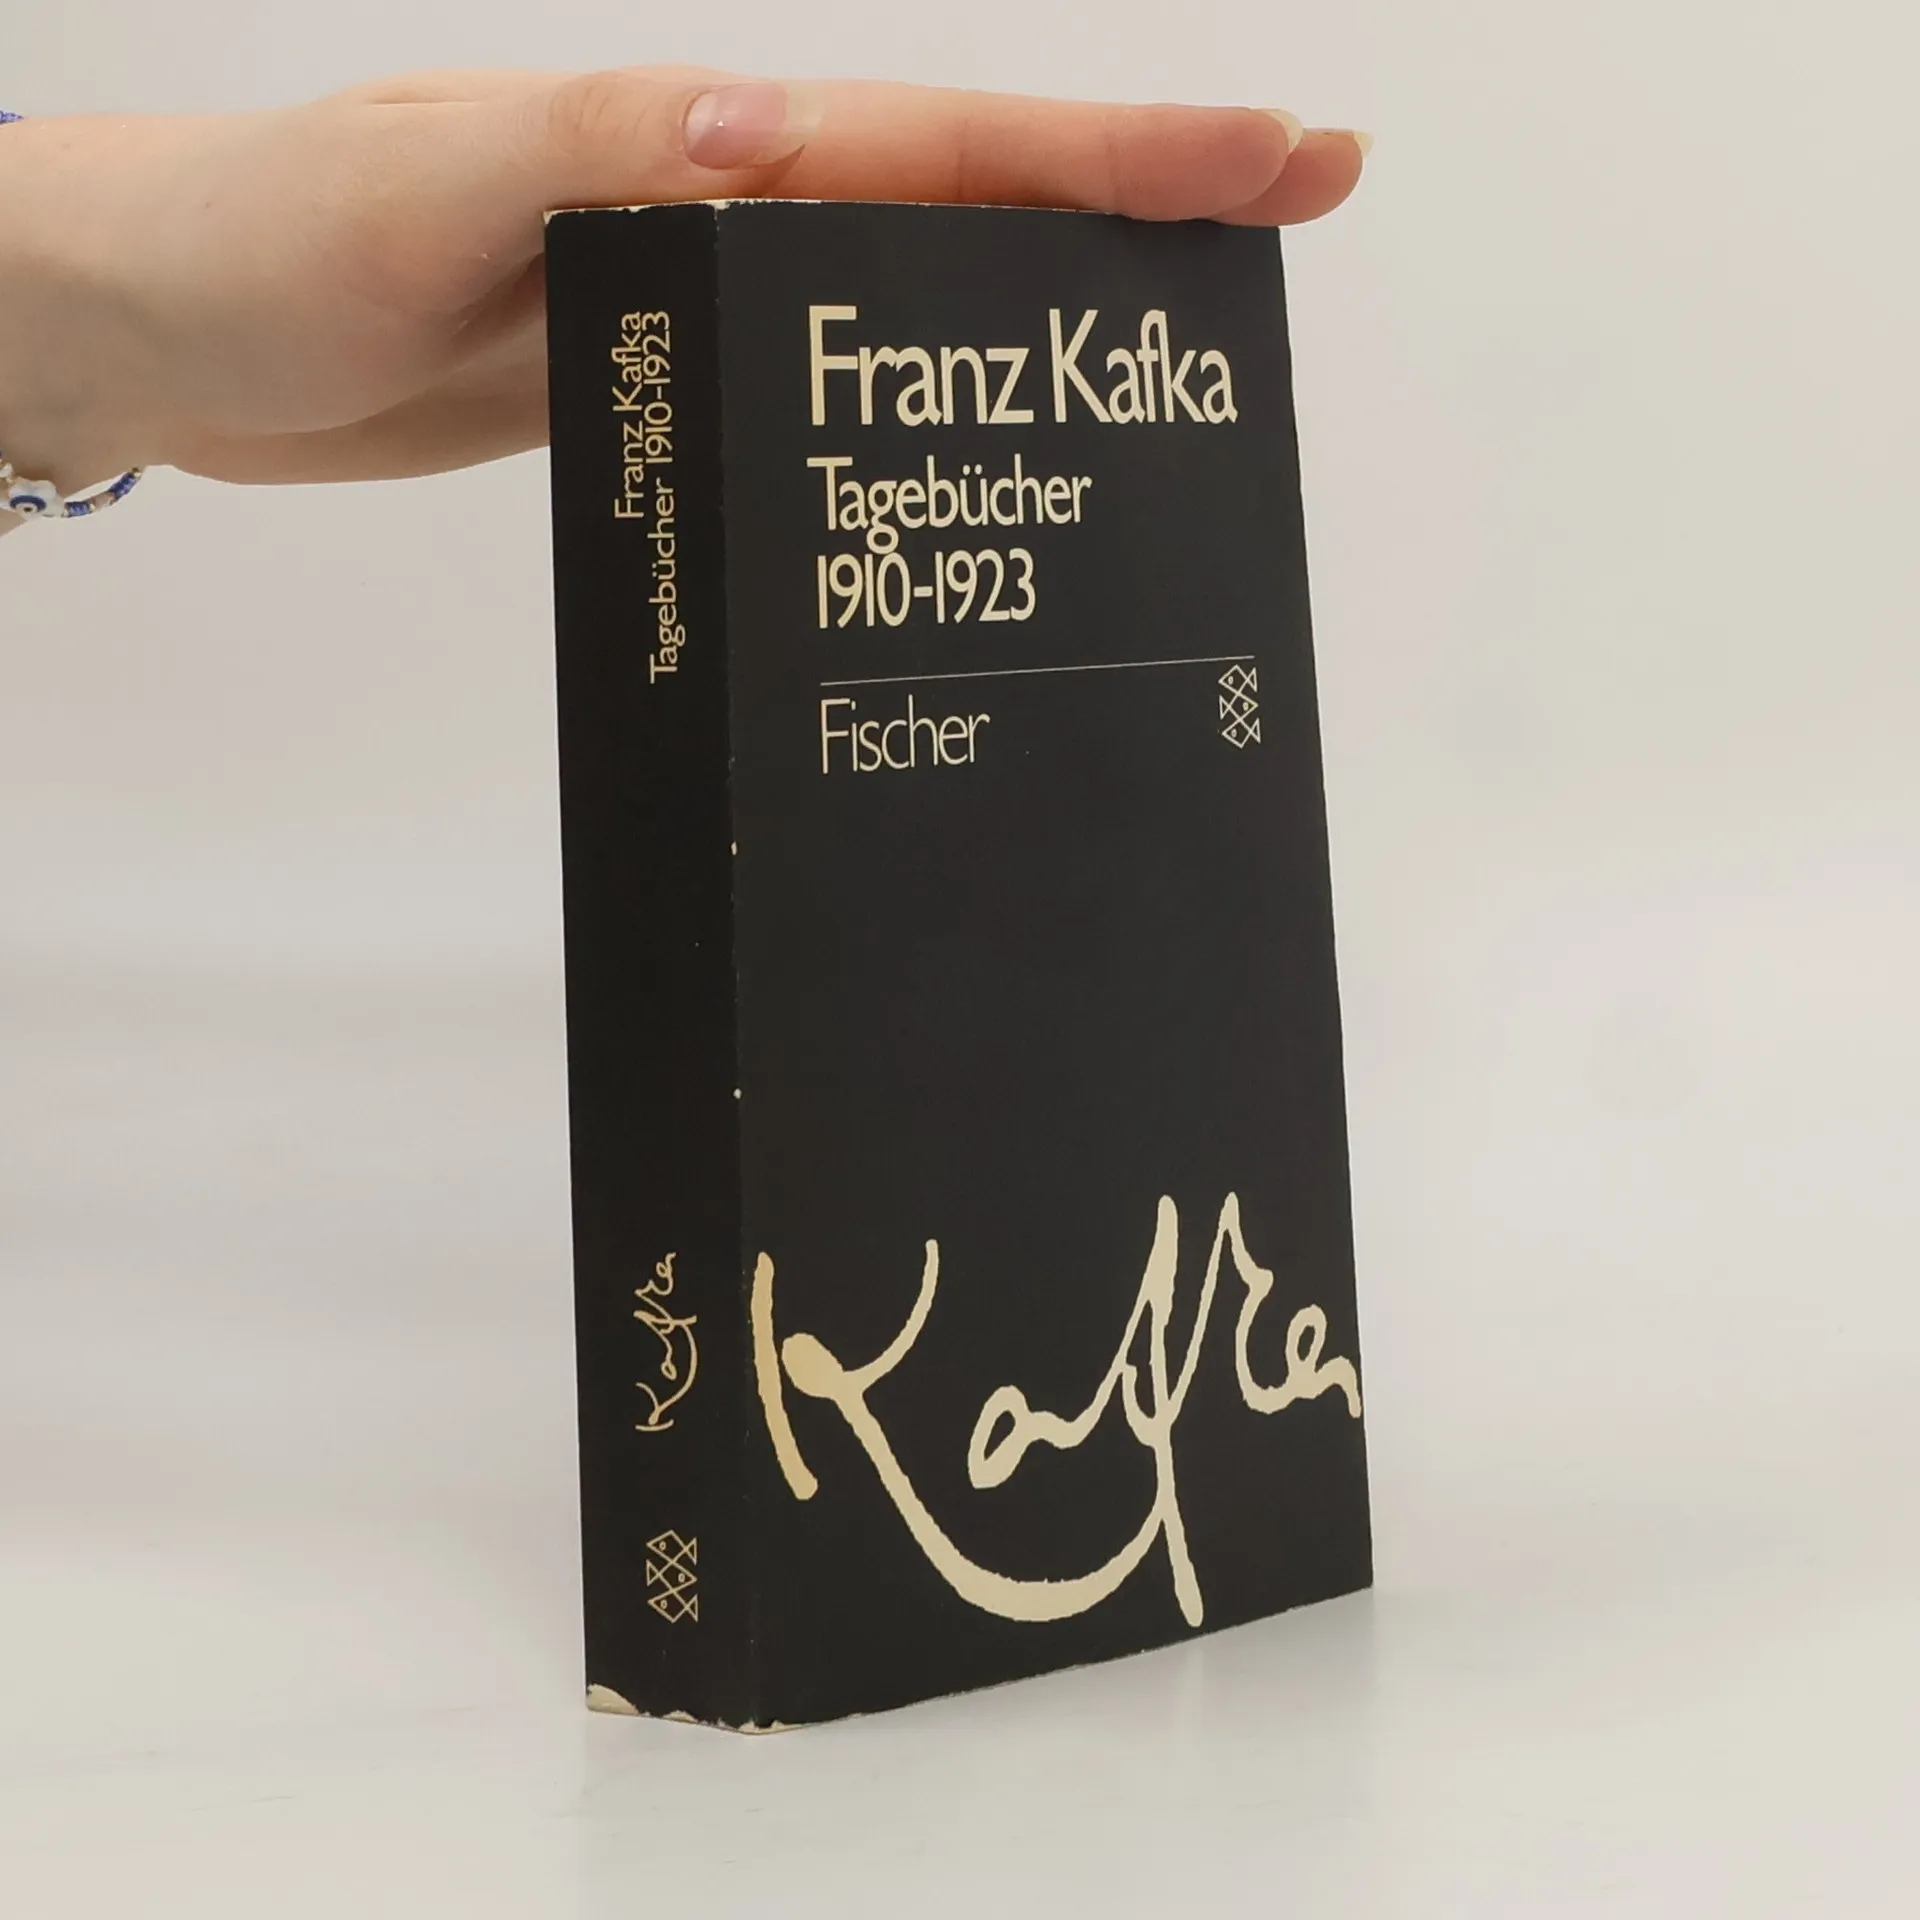 Franz Kafka
Tagebücher 1910-1923
Kafka
Franz Kafka
Tagebücher
1910-1923
Fischer
Kafka